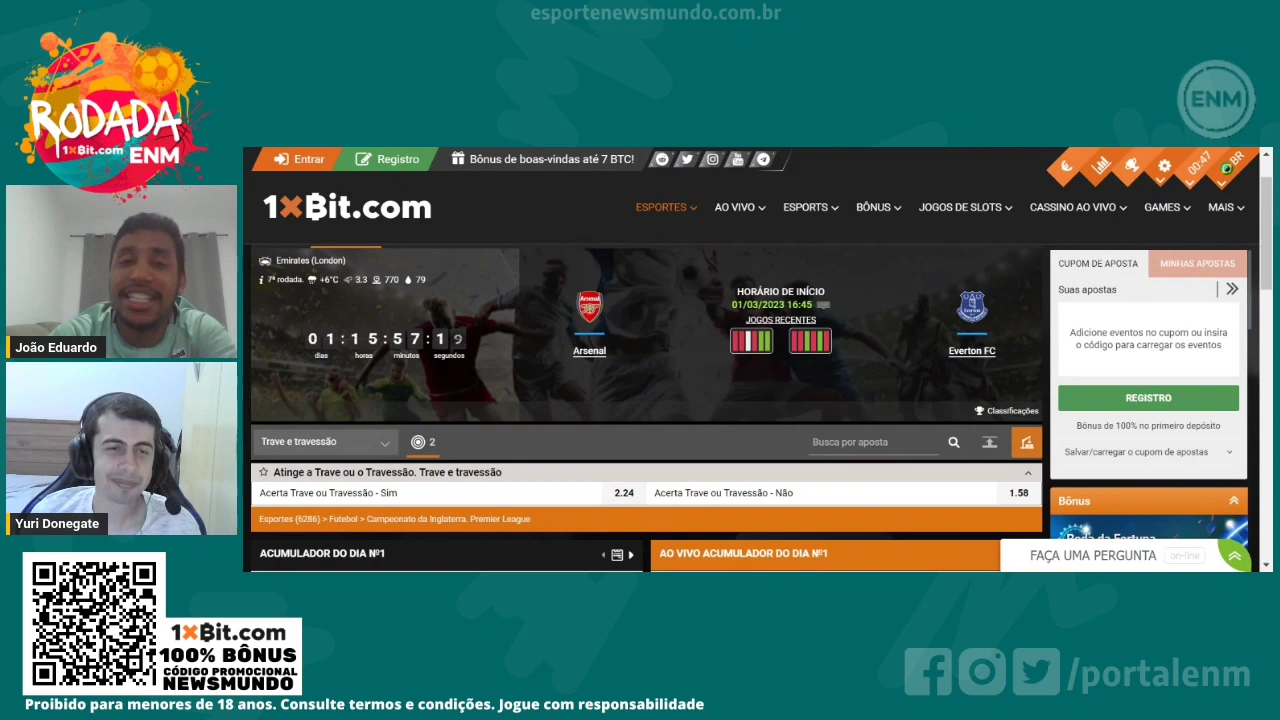 esportenewsmundo.com.br
RODADA
1xBit.com
ENM
ENM
João Eduardo
Yuri Donegate
Entrar
Registro
Bônus de boas-vindas até 7 BTC!
00:47
BR
1xBit.com
ESPORTES
AO VIVO
ESPORTS
BÔNUS
JOGOS DE SLOTS
CASSINO AO VIVO
GAMES
MAIS
Emirates (London)
7ª rodada. +6°C 3.3 770 79
01:15:57:19
dias horas minutos segundos
Arsenal
HORÁRIO DE INÍCIO
01/03/2023 16:45
JOGOS RECENTES
Everton FC
Classificações
CUPOM DE APOSTA
MINHAS APOSTAS
Suas apostas
Adicione eventos no cupom ou insira
o código para carregar os eventos
REGISTRO
Bônus de 100% no primeiro depósito
Salvar/carregar o cupom de apostas
Bônus
Roda da Fortuna
Trave e travessão
2
Busca por aposta
Atinge a Trave ou o Travessão. Trave e travessão
Acerta Trave ou Travessão - Sim 2.24 Acerta Trave ou Travessão - Não 1.58
Esportes (6286) > Futebol > Campeonato da Inglaterra. Premier League
ACUMULADOR DO DIA Nº1
AO VIVO ACUMULADOR DO DIA Nº1
FAÇA UMA PERGUNTA on-line
1xBit.com
100% BÔNUS
CÓDIGO PROMOCIONAL
NEWSMUNDO
/portalenm
Proibido para menores de 18 anos. Consulte termos e condições. Jogue com responsabilidade